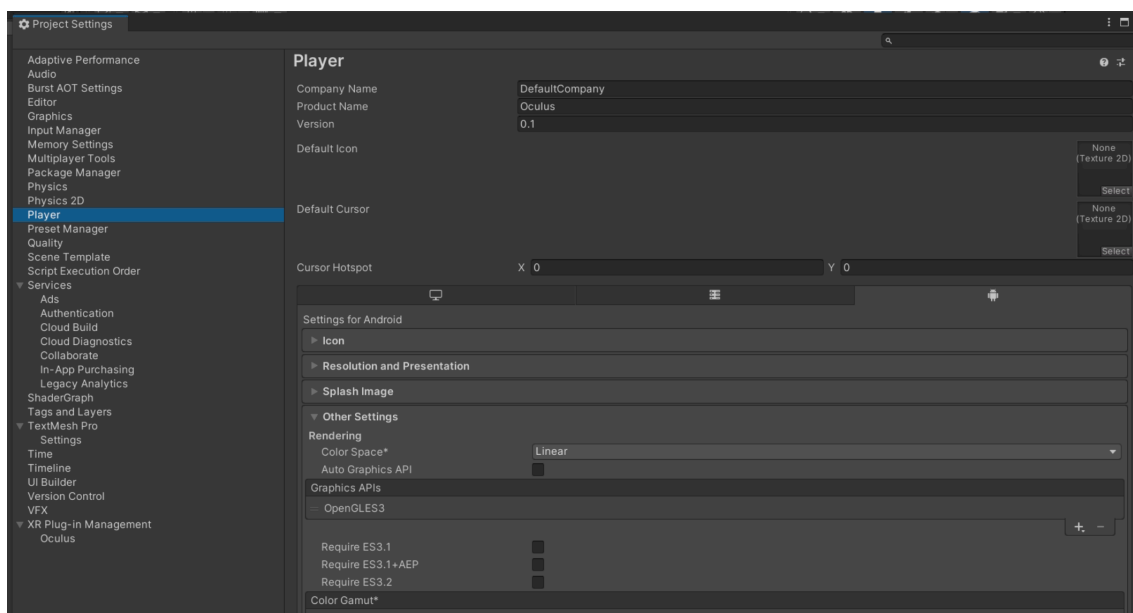 Project Settings
Adaptive Performance
Audio
Burst AOT Settings
Editor
Graphics
Input Manager
Memory Settings
Multiplayer Tools
Package Manager
Physics
Physics 2D
Player
Preset Manager
Quality
Scene Template
Script Execution Order
Services
Ads
Authentication
Cloud Build
Cloud Diagnostics
Collaborate
In-App Purchasing
Legacy Analytics
ShaderGraph
Tags and Layers
TextMesh Pro
Settings
Time
Timeline
UI Builder
Version Control
VFX
XR Plug-in Management
Oculus
Player
Company Name DefaultCompany
Product Name Oculus
Version 0.1
Default Icon
None
(Texture 2D)
Select
Default Cursor
None
(Texture 2D)
Select
Cursor Hotspot X 0 Y 0
Settings for Android
Icon
Resolution and Presentation
Splash Image
Other Settings
Rendering
Color Space* Linear
Auto Graphics API
Graphics APIs
OpenGLES3
Require ES3.1
Require ES3.1+AEP
Require ES3.2
Color Gamut*